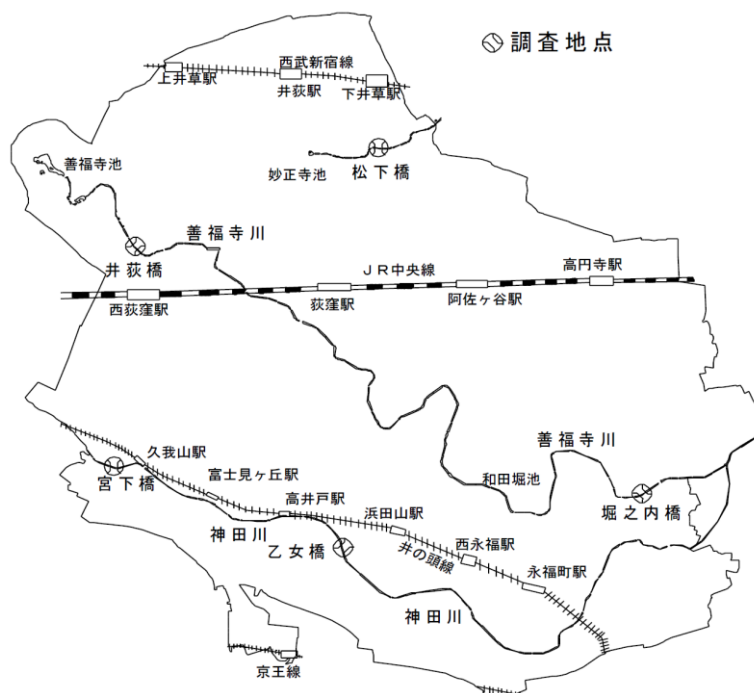 調査地点
西武新宿線
上井草駅
井荻駅
下井草駅
善福寺池
妙正寺池
松下橋
善福寺川
井荻橋
JR中央線
高円寺駅
西荻窪駅
荻窪駅
阿佐ヶ谷駅
善福寺川
久我山駅
宮下橋
富士見ヶ丘駅
和田堀池
高井戸駅
浜田山駅
堀之内橋
神田川
乙女橋
井の頭線
西永福駅
永福町駅
神田川
京王線